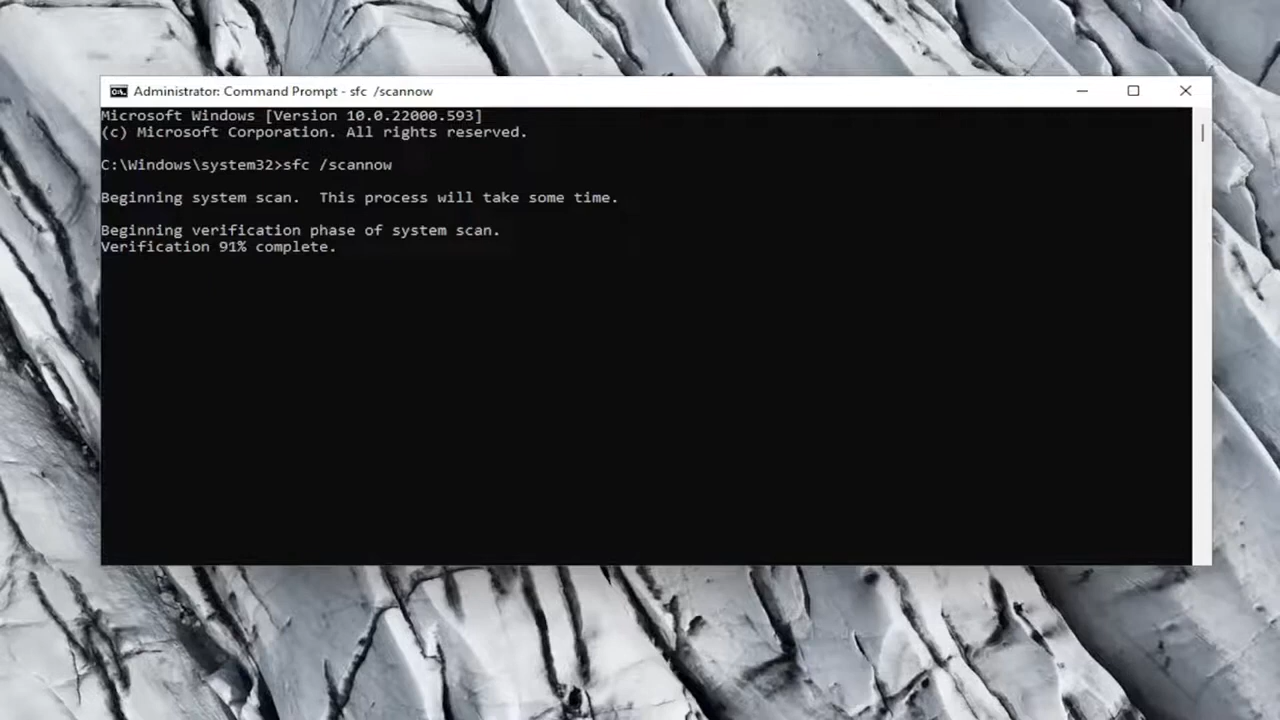 Administrator: Command Prompt - sfc  /scannow
Microsoft Windows [Version 10.0.22000.593]
(c) Microsoft Corporation. All rights reserved.
C:\Windows\system32>sfc /scannow
Beginning system scan.  This process will take some time.
Beginning verification phase of system scan.
Verification 91% complete.